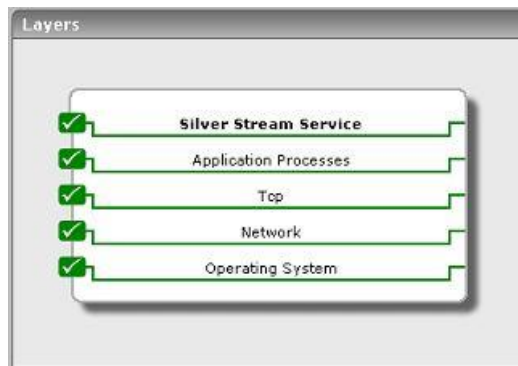 Layers
Silver Stream Service
Application Processes
Tcp
Network
Operating System